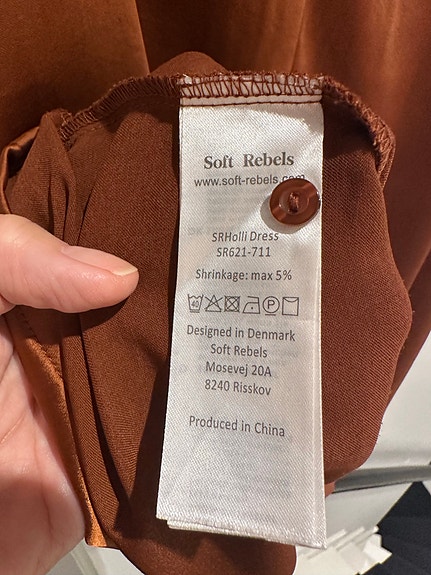 Soft Rebels
www.soft-rebels.com
SRHolli Dress
SR621-711
Shrinkage: max 5%
40 P
Designed in Denmark
Soft Rebels
Mosevej 20A
8240 Risskov
Produced in China